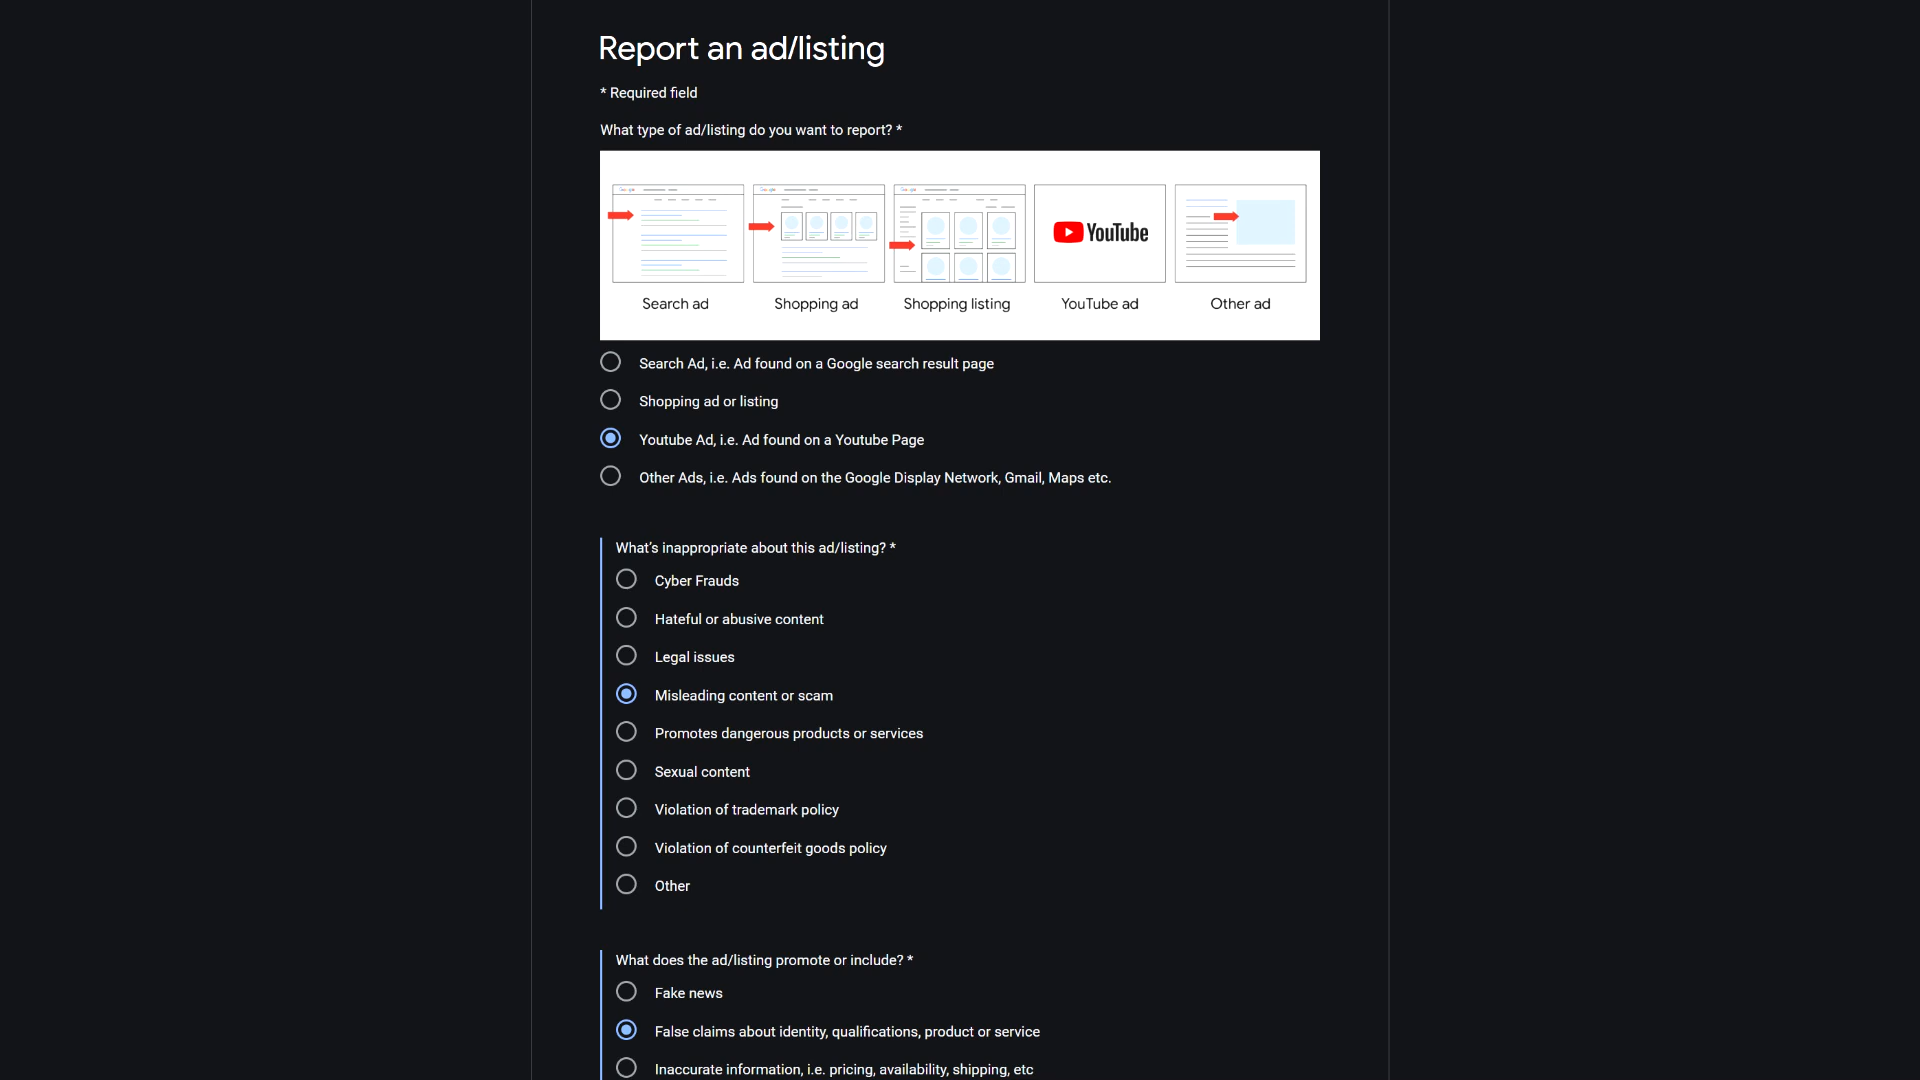 Report an ad/listing
* Required field
What type of ad/listing do you want to report? *
YouTube
Search ad
Shopping ad
Shopping listing
YouTube ad
Other ad
Search Ad, i.e. Ad found on a Google search result page
Shopping ad or listing
Youtube Ad, i.e. Ad found on a Youtube Page
Other Ads, i.e. Ads found on the Google Display Network, Gmail, Maps etc.
What's inappropriate about this ad/listing? *
Cyber Frauds
Hateful or abusive content
Legal issues
Misleading content or scam
Promotes dangerous products or services
Sexual content
Violation of trademark policy
Violation of counterfeit goods policy
Other
What does the ad/listing promote or include? *
Fake news
False claims about identity, qualifications, product or service
Inaccurate information, i.e. pricing, availability, shipping, etc